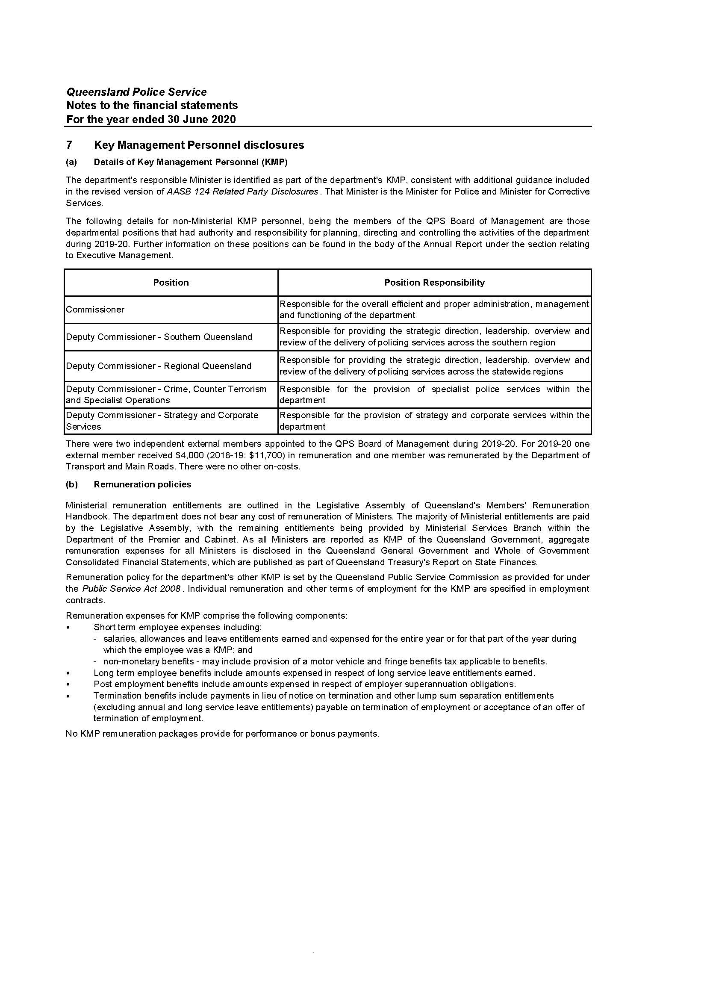 Queensland Police Service
Notes to the financial statements
For the year ended 30 June 2020
7 Key Management Personnel disclosures
(a) Details of Key Management Personnel (KMP)
The department's responsible Minister is identified as part of the department's KMP, consistent with additional guidance included
in the revised version of AASB 124 Related Party Disclosures . That Minister is the Minister for Police and Minister for Corrective
Services.
The following details for non-Ministerial KMP personnel, being the members of the QPS Board of Management are those
departmental positions that had authority and responsibility for planning, directing and controlling the activities of the department
during 2019-20. Further information on these positions can be found in the body of the Annual Report under the section relating
to Executive Management.
Position Position Responsibility
Commissioner
Responsible for the overall efficient and proper administration, management
and functioning of the department
Deputy Commissioner - Southern Queensland
Responsible for providing the strategic direction, leadership, overview and
review of the delivery of policing services across the southern region
Deputy Commissioner - Regional Queensland
Responsible for providing the strategic direction, leadership, overview and
review of the delivery of policing services across the statewide regions
Deputy Commissioner - Crime, Counter Terrorism
and Specialist Operations
Responsible for the provision of specialist police services within the
department
Deputy Commissioner - Strategy and Corporate
Services
Responsible for the provision of strategy and corporate services within the
department
There were two independent external members appointed to the QPS Board of Management during 2019-20. For 2019-20 one
external member received $4,000 (2018-19: $11,700) in remuneration and one member was remunerated by the Department of
Transport and Main Roads. There were no other on-costs.
(b) Remuneration policies
Ministerial remuneration entitlements are outlined in the Legislative Assembly of Queensland's Members' Remuneration
Handbook. The department does not bear any cost of remuneration of Ministers. The majority of Ministerial entitlements are paid
by the Legislative Assembly, with the remaining entitlements being provided by Ministerial Services Branch within the
Department of the Premier and Cabinet. As all Ministers are reported as KMP of the Queensland Government, aggregate
remuneration expenses for all Ministers is disclosed in the Queensland General Government and Whole of Government
Consolidated Financial Statements, which are published as part of Queensland Treasury's Report on State Finances.
Remuneration policy for the department's other KMP is set by the Queensland Public Service Commission as provided for under
the Public Service Act 2008 . Individual remuneration and other terms of employment for the KMP are specified in employment
contracts.
Remuneration expenses for KMP comprise the following components:
• Short term employee expenses including:
- salaries, allowances and leave entitlements earned and expensed for the entire year or for that part of the year during
which the employee was a KMP; and
- non-monetary benefits - may include provision of a motor vehicle and fringe benefits tax applicable to benefits.
• Long term employee benefits include amounts expensed in respect of long service leave entitlements earned.
• Post employment benefits include amounts expensed in respect of employer superannuation obligations.
• Termination benefits include payments in lieu of notice on termination and other lump sum separation entitlements
(excluding annual and long service leave entitlements) payable on termination of employment or acceptance of an offer of
termination of employment.
No KMP remuneration packages provide for performance or bonus payments.